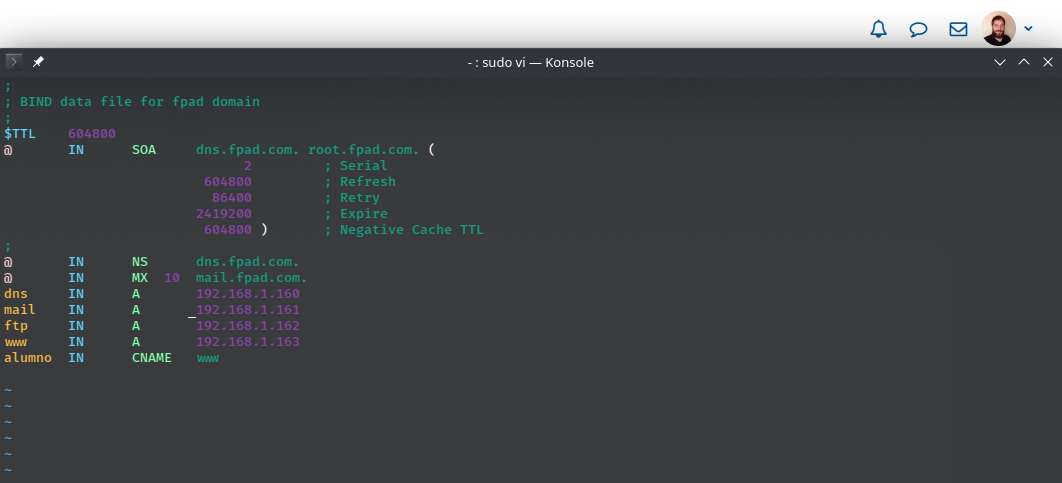 - : sudo vi — Konsole
;
; BIND data file for fpad domain
;
$TTL    604800
@       IN      SOA     dns.fpad.com. root.fpad.com. (
                              2         ; Serial
                         604800         ; Refresh
                          86400         ; Retry
                        2419200         ; Expire
                         604800 )       ; Negative Cache TTL
;
@       IN      NS      dns.fpad.com.
@       IN      MX  10  mail.fpad.com.
dns     IN      A       192.168.1.160
mail    IN      A       192.168.1.161
ftp     IN      A       192.168.1.162
www     IN      A       192.168.1.163
alumno  IN      CNAME   www
~
~
~
~
~
~